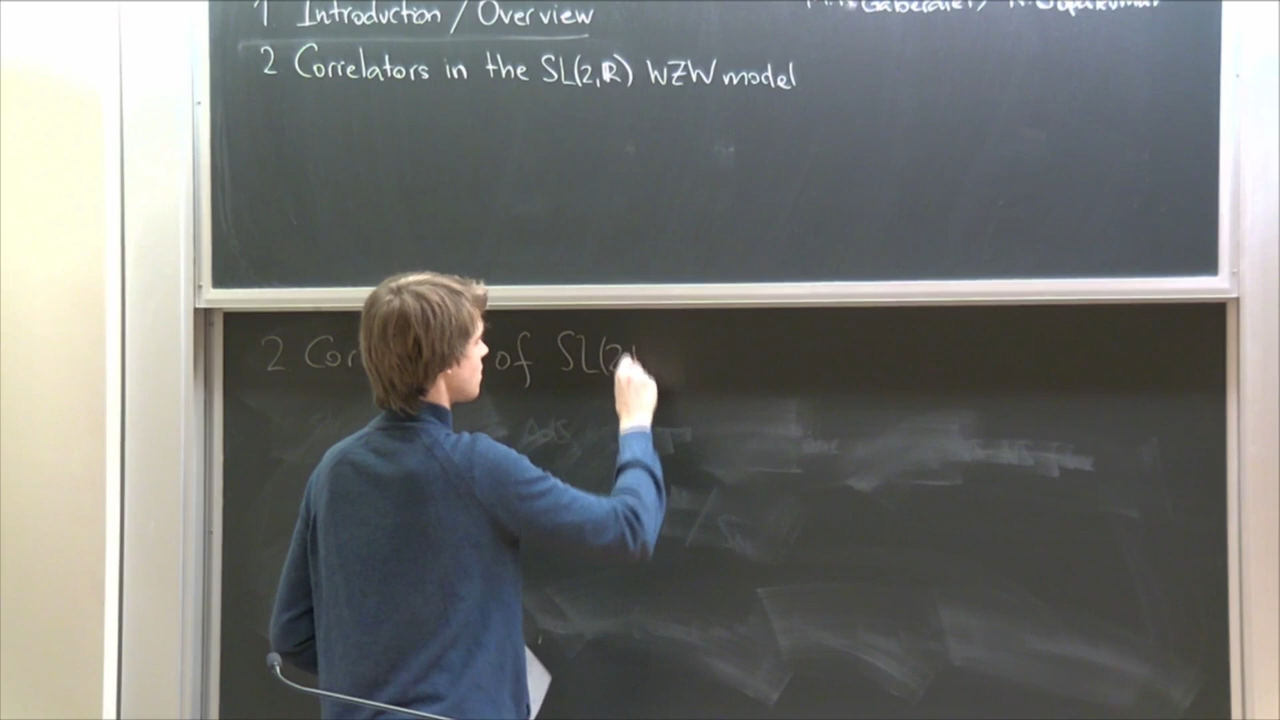 1 Introduction / Overview
2 Correlators in the SL(2,R) WZW model
2 Cor of SL(2,